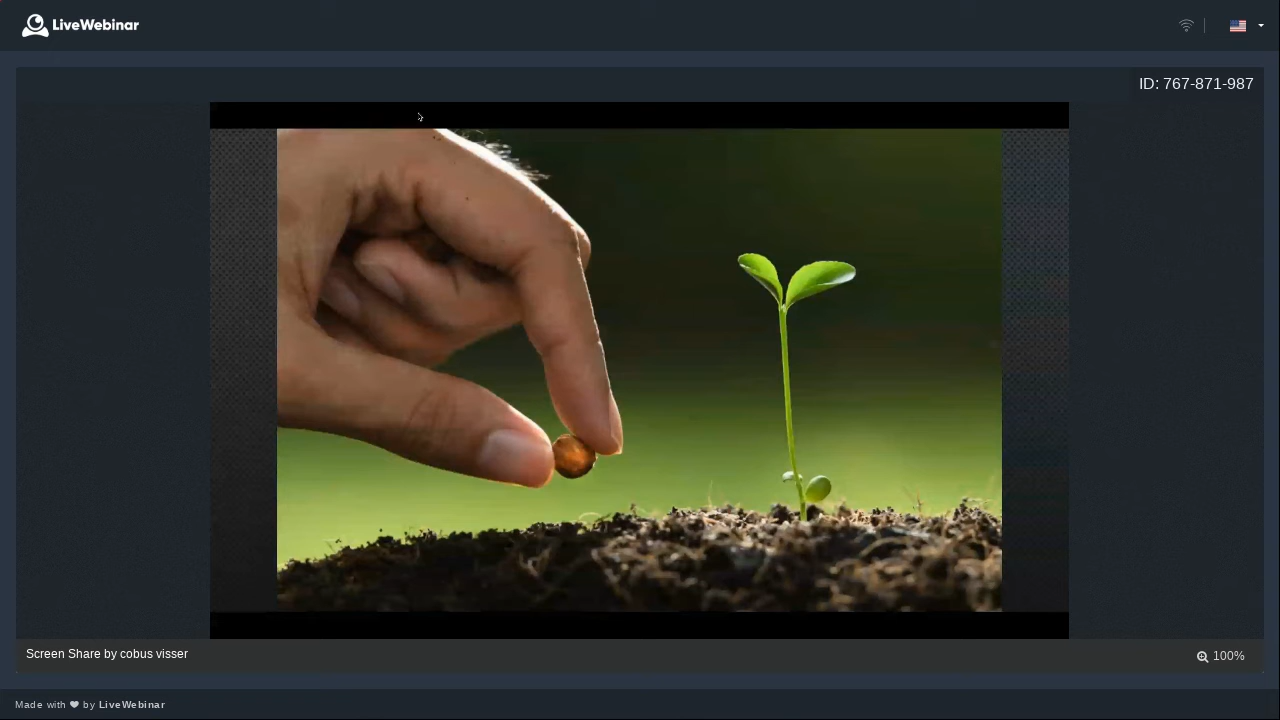 LiveWebinar
ID: 767-871-987
Screen Share by cobus visser
100%
Made with ❤ by LiveWebinar